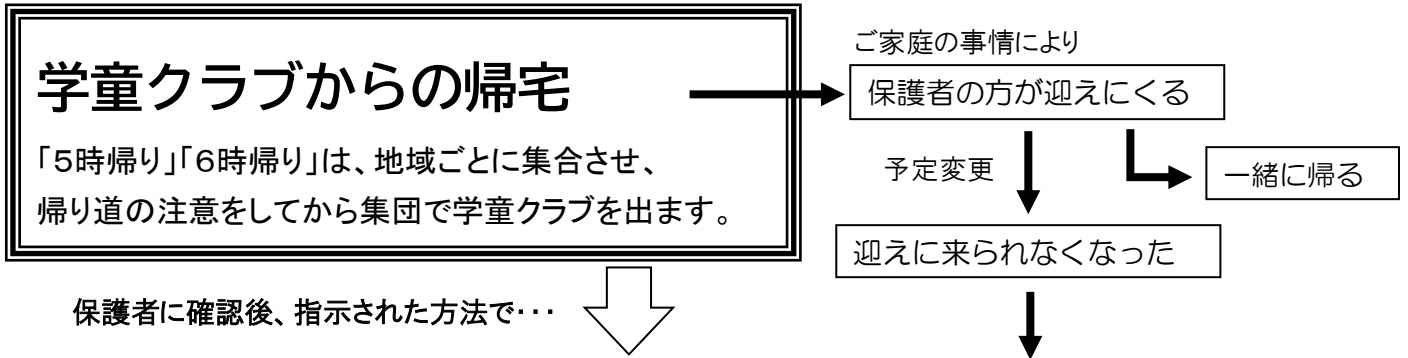 学童クラブからの帰宅
「5時帰り」「6時帰り」は、地域ごとに集合させ、
帰り道の注意をしてから集団で学童クラブを出ます。
保護者に確認後、指示された方法で・・・
ご家庭の事情により
保護者の方が迎えにくる
予定変更
一緒に帰る
迎えに来られなくなった